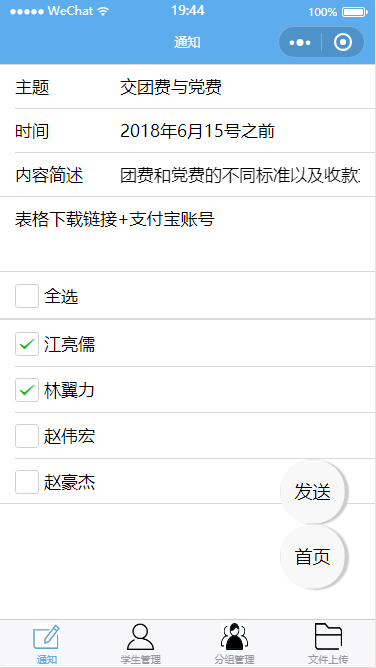 ●●●●● WeChat 19:44 100%
通知
主题 交团费与党费
时间 2018年6月15号之前
内容简述 团费和党费的不同标准以及收款
表格下载链接+支付宝账号
全选
江亮儒
林翼力
赵伟宏
赵豪杰
发送
首页
通知 学生管理 分组管理 文件上传